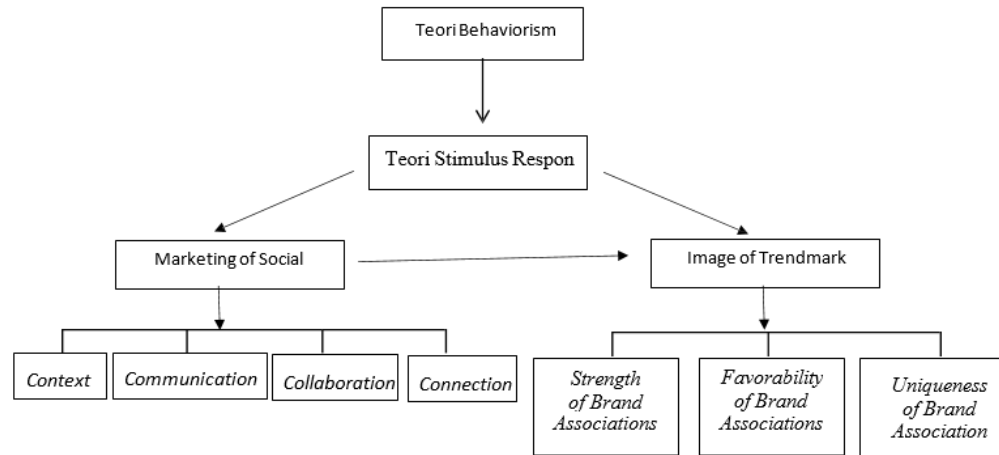 Teori Behaviorism
Teori Stimulus Respon
Marketing of Social
Image of Trendmark
Context
Communication
Collaboration
Connection
Strength
of Brand
Associations
Favorability
of Brand
Associations
Uniqueness
of Brand
Association